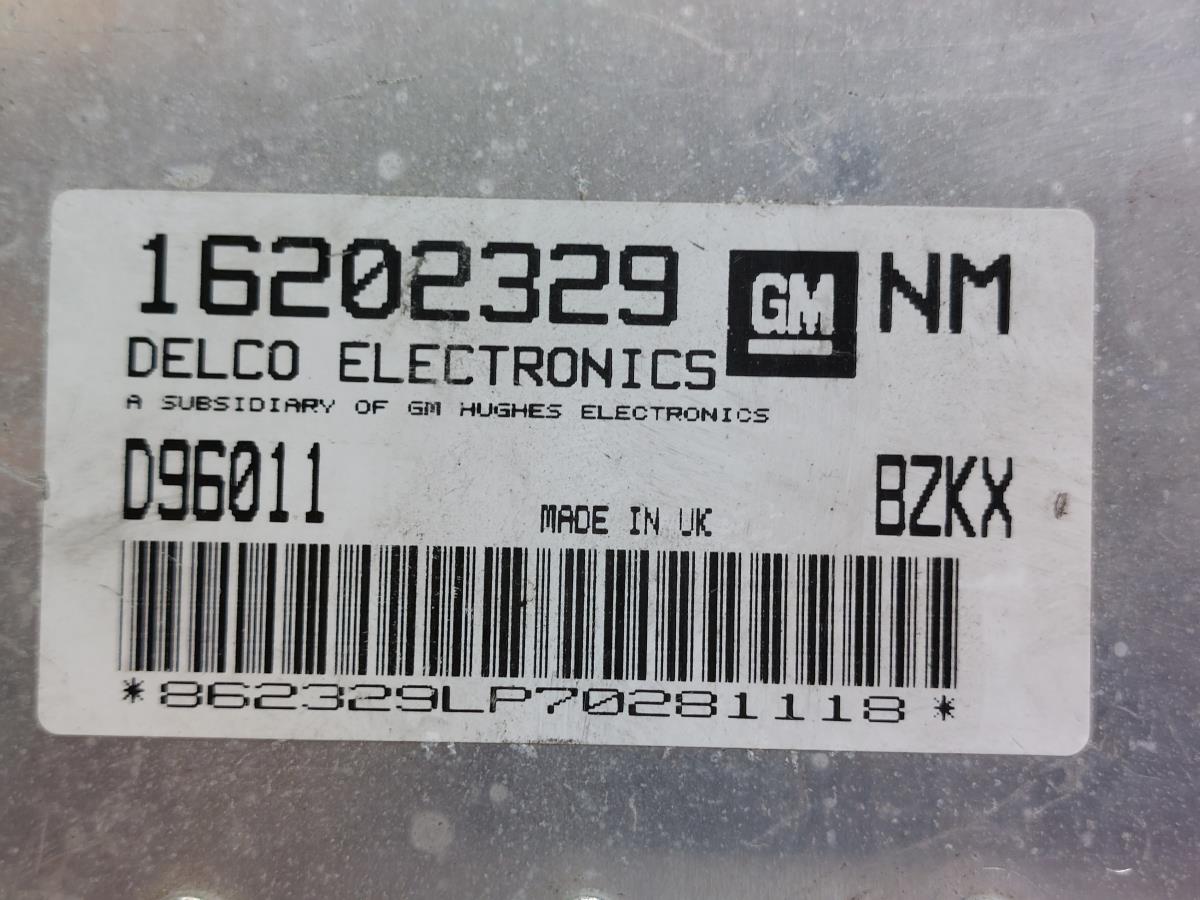 16202329 GM NM
DELCO ELECTRONICS
A SUBSIDIARY OF GM HUGHES ELECTRONICS
D96011 MADE IN UK BZKX
*862329LP70281118*